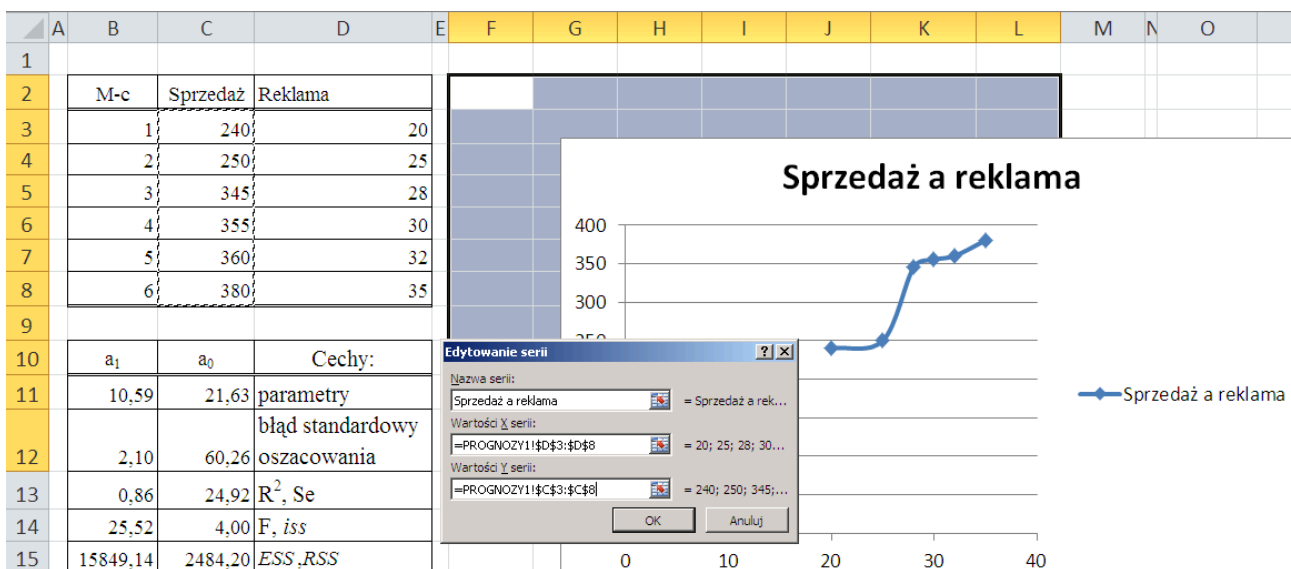 A B C D E F G H I J K L M N O
1
2 M-c Sprzedaż Reklama
3 1 240 20
4 2 250 25
5 3 345 28
6 4 355 30
7 5 360 32
8 6 380 35
9
10 a₁ a₀ Cechy:
11 10,59 21,63 parametry
błąd standardowy
12 2,10 60,26 oszacowania
13 0,86 24,92 R², Se
14 25,52 4,00 F, iss
15 15849,14 2484,20 ESS ,RSS
Sprzedaż a reklama
400
350
300
250
0 10 20 30 40
Sprzedaż a reklama
Edytowanie serii
Nazwa serii:
Sprzedaż a reklama = Sprzedaż a rek...
Wartości X serii:
=PROGNOZY1!$D$3:$D$8 = 20; 25; 28; 30...
Wartości Y serii:
=PROGNOZY1!$C$3:$C$8 = 240; 250; 345;...
OK Anuluj